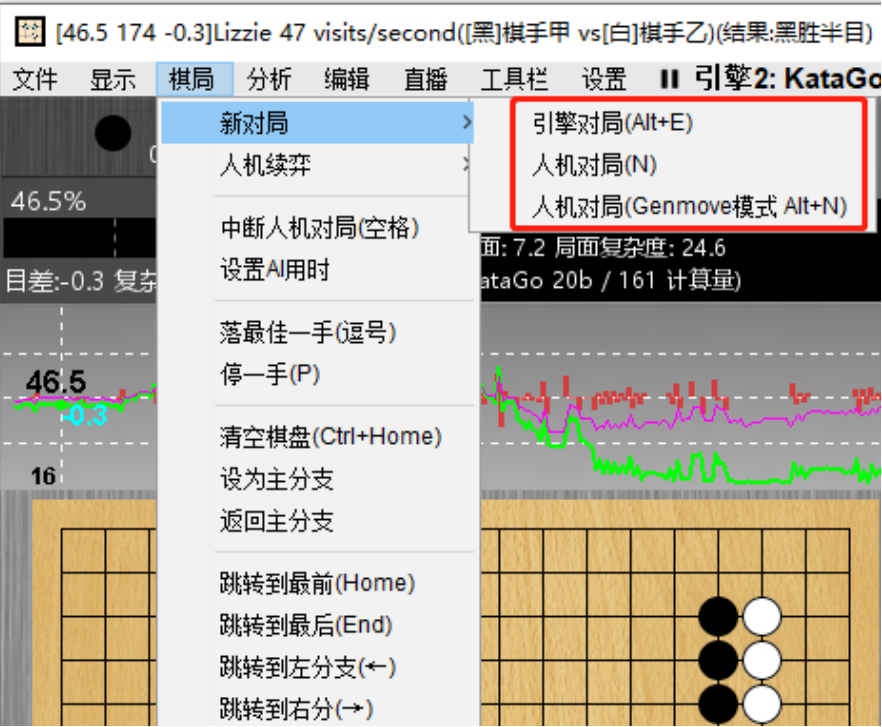 [46.5 174 -0.3]Lizzie 47 visits/second([黑]棋手甲 vs[白]棋手乙)(结果:黑胜半目)
文件 显示 棋局 分析 编辑 直播 工具栏 设置 引擎2: KataGo
新对局
引擎对局(Alt+E)
人机续弈
人机对局(N)
人机对局(Genmove模式 Alt+N)
46.5%
中断人机对局(空格)
面: 7.2 局面复杂度: 24.6
目差:-0.3 复杂
设置AI用时
ataGo 20b / 161 计算量)
落最佳一手(逗号)
停一手(P)
46.5
-0.3
清空棋盘(Ctrl+Home)
16
设为主分支
返回主分支
跳转到最前(Home)
跳转到最后(End)
跳转到左分支(←)
跳转到右分(→)